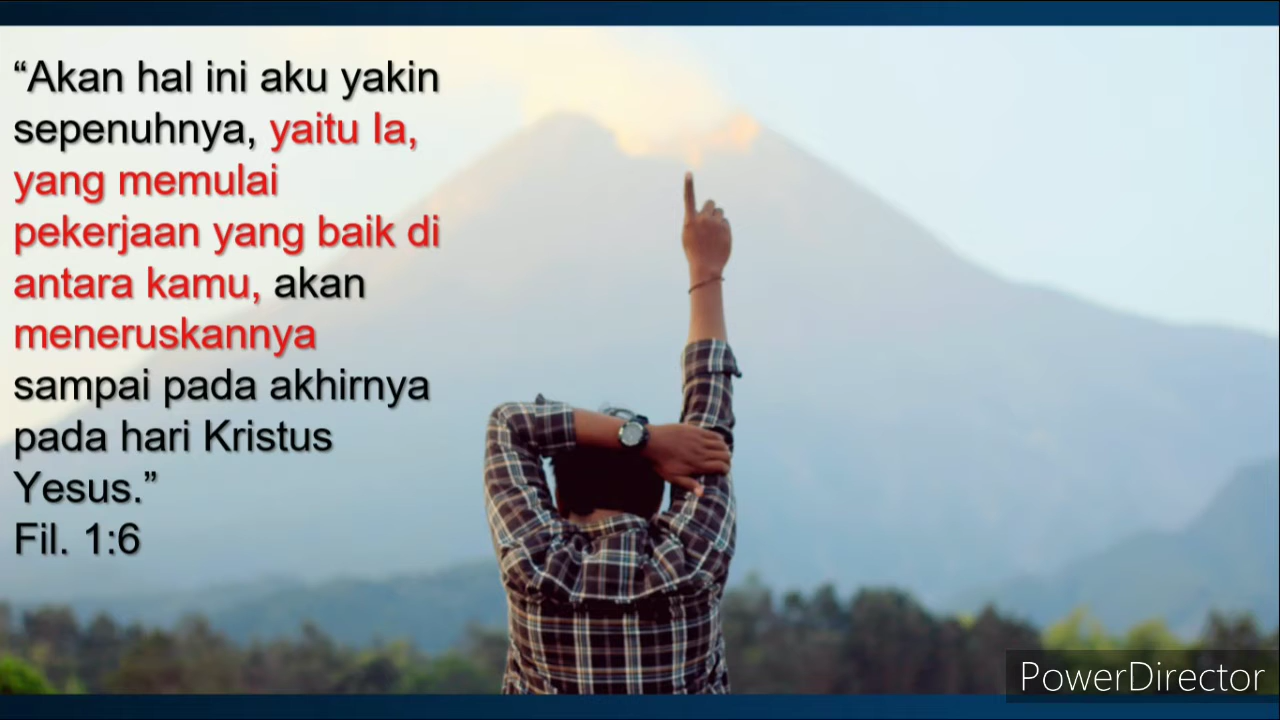 “Akan hal ini aku yakin
sepenuhnya, yaitu Ia,
yang memulai
pekerjaan yang baik di
antara kamu, akan
meneruskannya
sampai pada akhirnya
pada hari Kristus
Yesus.”
Fil. 1:6
PowerDirector